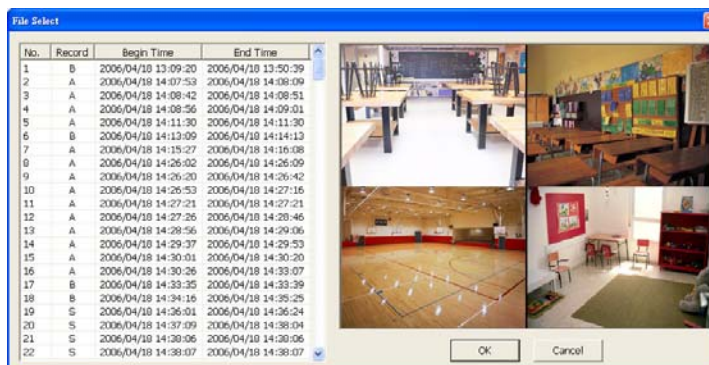 File Select
No. Record Begin Time End Time
1 B 2006/04/18 13:09:20 2006/04/18 13:50:39
2 A 2006/04/18 14:07:53 2006/04/18 14:08:09
3 A 2006/04/18 14:08:42 2006/04/18 14:08:51
4 A 2006/04/18 14:08:56 2006/04/18 14:09:01
5 A 2006/04/18 14:11:30 2006/04/18 14:11:30
6 B 2006/04/18 14:13:09 2006/04/18 14:14:13
7 A 2006/04/18 14:15:27 2006/04/18 14:16:08
8 A 2006/04/18 14:26:02 2006/04/18 14:26:09
9 A 2006/04/18 14:26:20 2006/04/18 14:26:42
10 A 2006/04/18 14:26:53 2006/04/18 14:27:16
11 A 2006/04/18 14:27:21 2006/04/18 14:27:21
12 A 2006/04/18 14:27:26 2006/04/18 14:28:46
13 A 2006/04/18 14:28:56 2006/04/18 14:29:06
14 A 2006/04/18 14:29:37 2006/04/18 14:29:53
15 A 2006/04/18 14:30:01 2006/04/18 14:30:20
16 A 2006/04/18 14:30:26 2006/04/18 14:33:07
17 B 2006/04/18 14:33:35 2006/04/18 14:33:39
18 B 2006/04/18 14:34:16 2006/04/18 14:35:25
19 S 2006/04/18 14:36:01 2006/04/18 14:36:24
20 S 2006/04/18 14:37:09 2006/04/18 14:38:04
21 S 2006/04/18 14:38:06 2006/04/18 14:38:06
22 S 2006/04/18 14:38:07 2006/04/18 14:38:07
OK Cancel